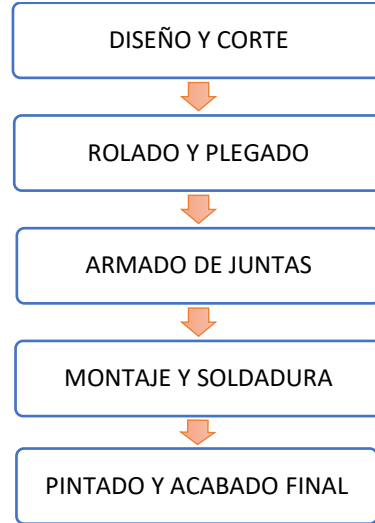 DISEÑO Y CORTE
ROLADO Y PLEGADO
ARMADO DE JUNTAS
MONTAJE Y SOLDADURA
PINTADO Y ACABADO FINAL